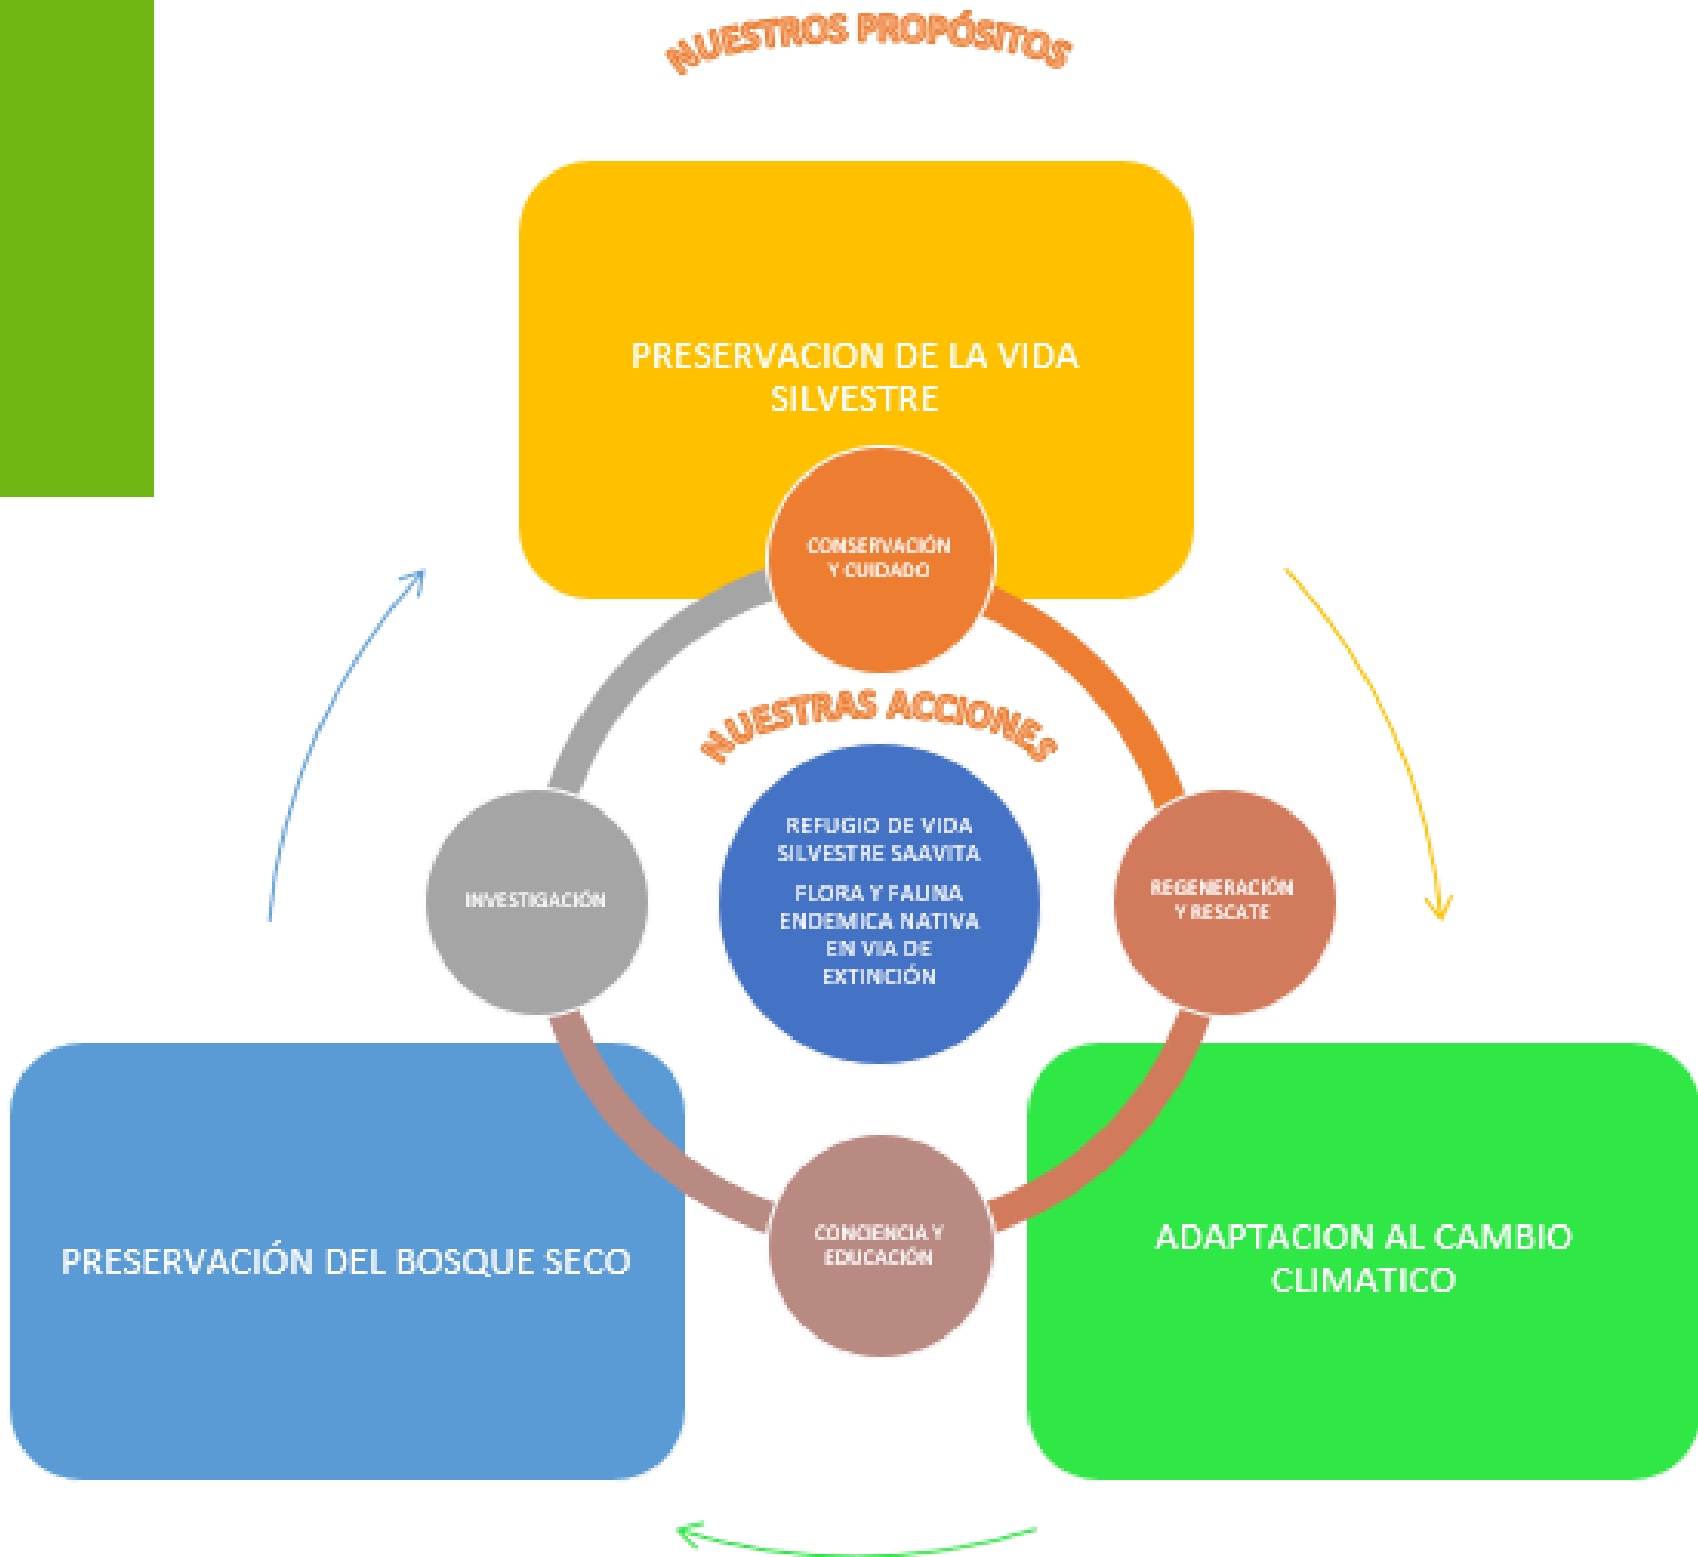 NUESTROS PROPÓSITOS
PRESERVACION DE LA VIDA
SILVESTRE
CONSERVACIÓN
Y CUIDADO
NUESTRAS ACCIONES
REFUGIO DE VIDA
SILVESTRE SAAVITA
FLORA Y FAUNA
ENDEMICA NATIVA
EN VIA DE
EXTINCIÓN
INVESTIGACIÓN
REGENERACIÓN
Y RESCATE
CONCIENCIA Y
EDUCACIÓN
PRESERVACIÓN DEL BOSQUE SECO
ADAPTACION AL CAMBIO
CLIMATICO